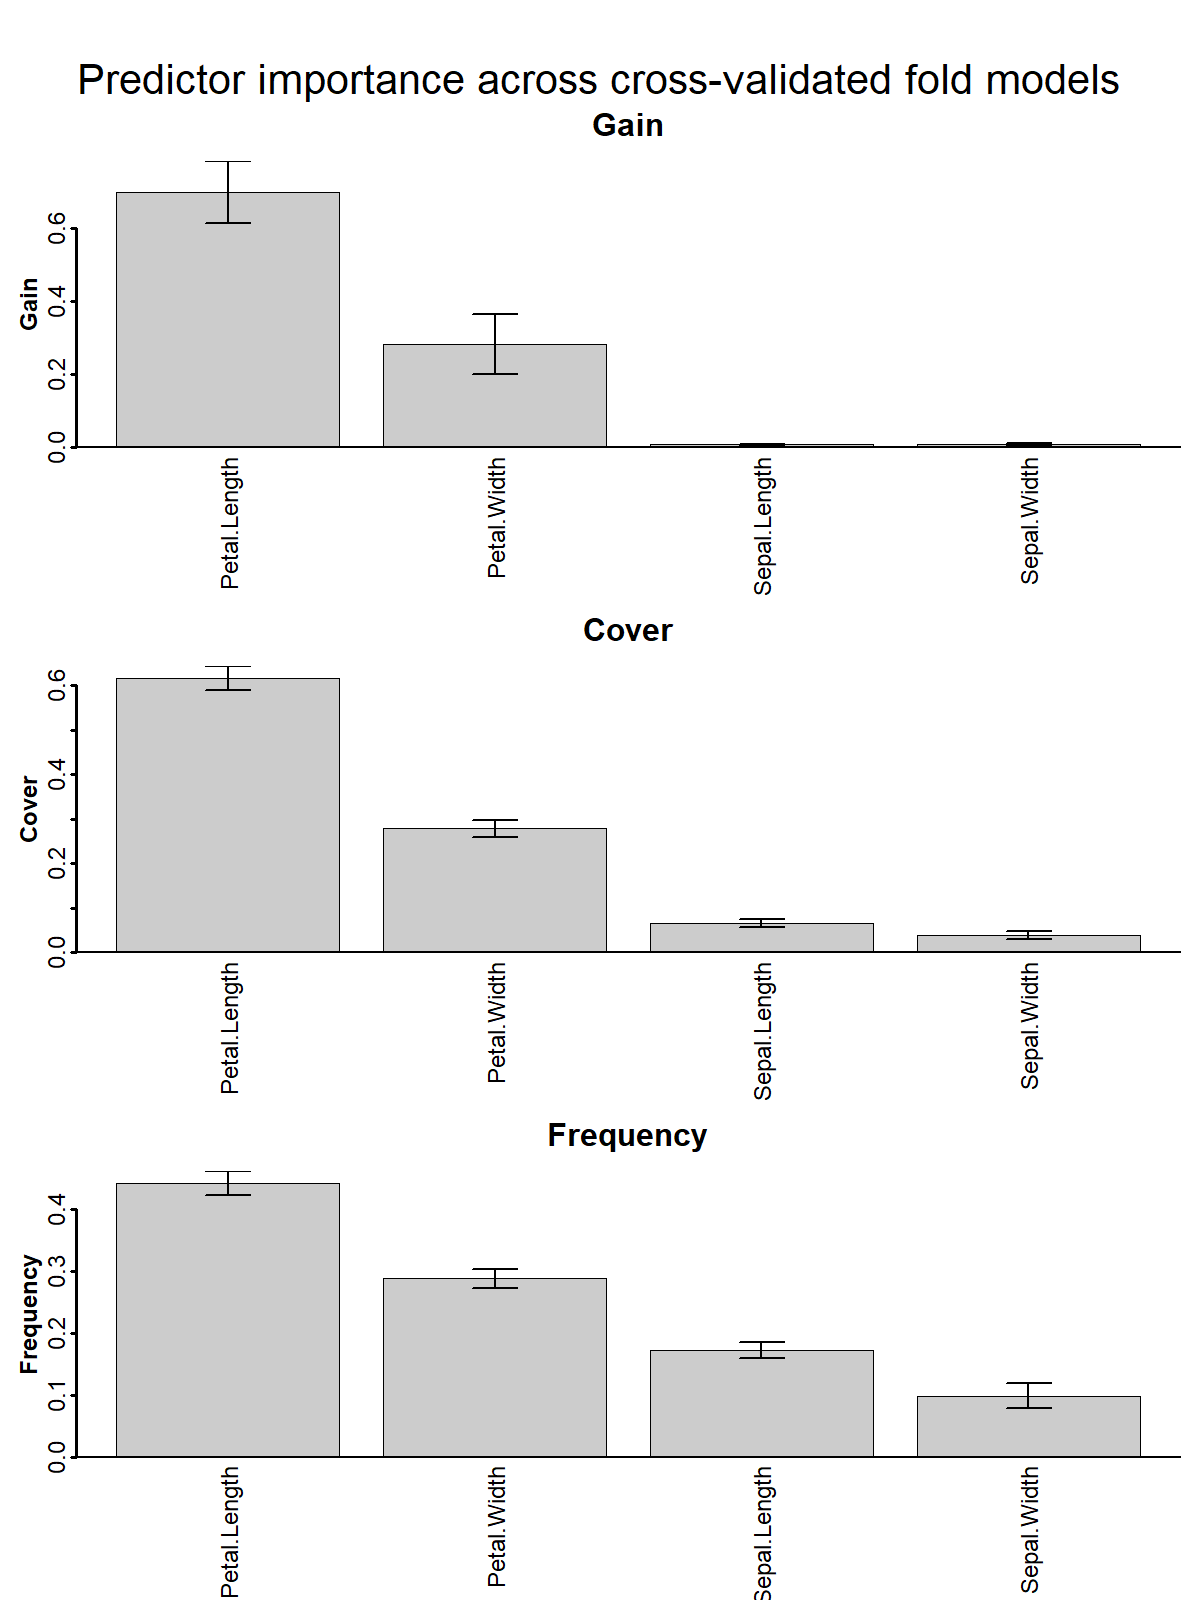 Predictor importance across cross-validated fold models
Gain
Gain
0.6
0.4
0.2
0.0
Petal.Length
Petal.Width
Sepal.Length
Sepal.Width
Cover
Cover
0.6
0.4
0.2
0.0
Petal.Length
Petal.Width
Sepal.Length
Sepal.Width
Frequency
Frequency
0.4
0.3
0.2
0.1
0.0
Petal.Length
Petal.Width
Sepal.Length
Sepal.Width